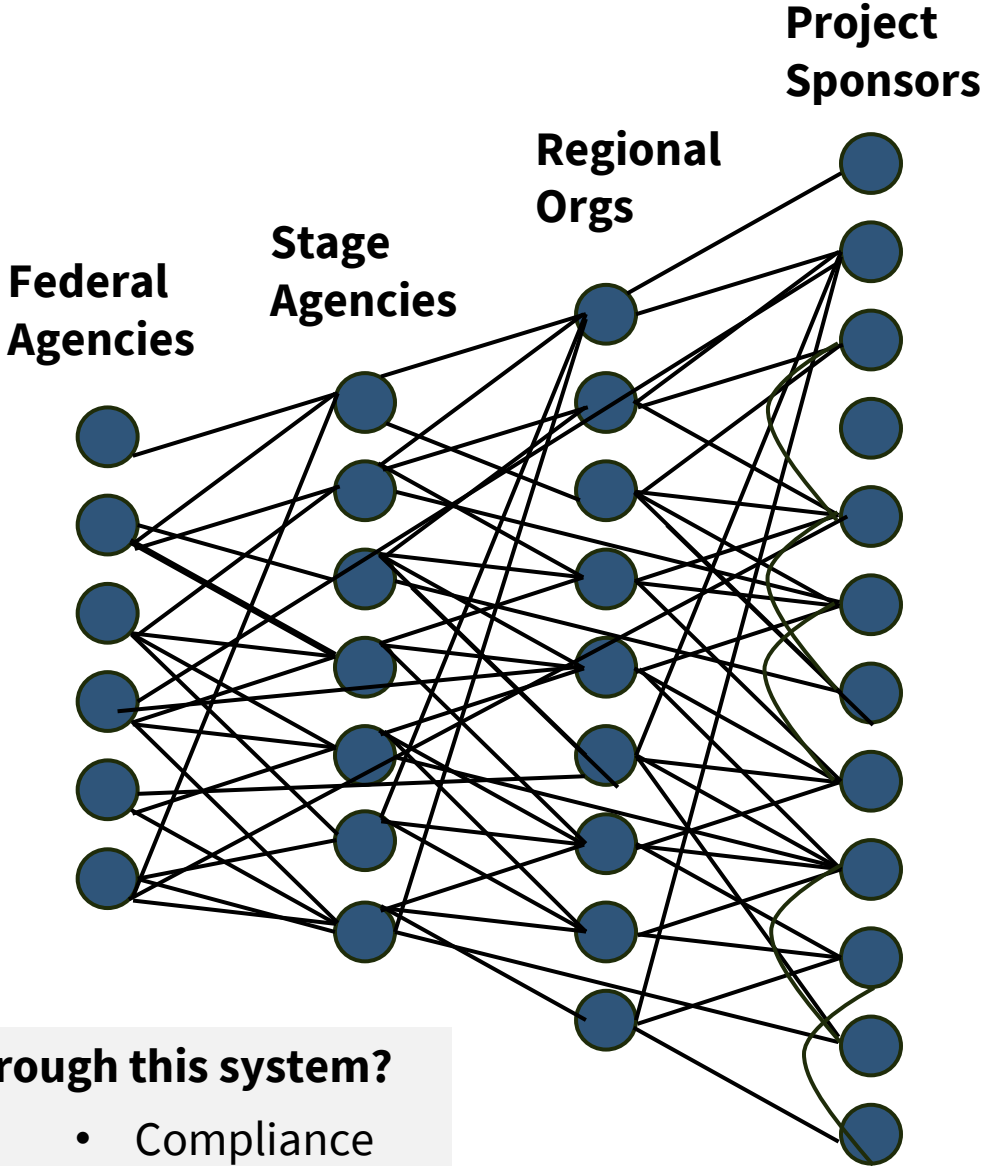 Project
Sponsors
Regional
Orgs
Stage
Agencies
Federal
Agencies
rough this system?
• Compliance